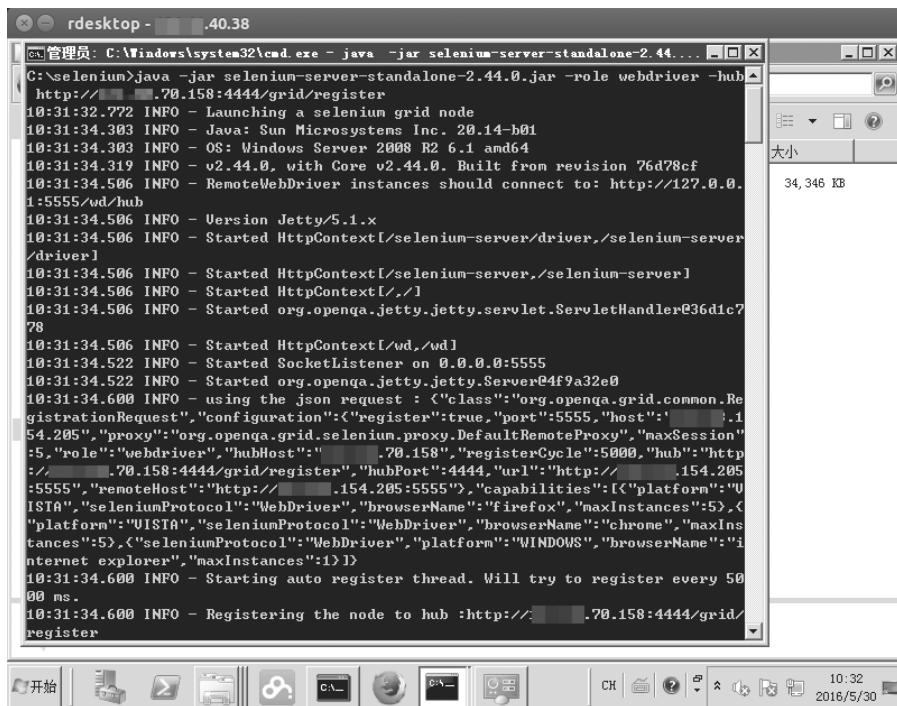 rdesktop - .40.38
管理员: C:\Windows\system32\cmd.exe - java -jar selenium-server-standalone-2.44....
C:\selenium>java -jar selenium-server-standalone-2.44.0.jar -role webdriver -hub
http:// .70.158:4444/grid/register
10:31:32.772 INFO - Launching a selenium grid node
10:31:34.303 INFO - Java: Sun Microsystems Inc. 20.14-b01
10:31:34.303 INFO - OS: Windows Server 2008 R2 6.1 amd64
10:31:34.319 INFO - v2.44.0, with Core v2.44.0. Built from revision 76d78cf
10:31:34.506 INFO - RemoteWebDriver instances should connect to: http://127.0.0.
1:5555/wd/hub
10:31:34.506 INFO - Version Jetty/5.1.x
10:31:34.506 INFO - Started HttpContext[/selenium-server/driver,/selenium-server
/driver]
10:31:34.506 INFO - Started HttpContext[/selenium-server,/selenium-server]
10:31:34.506 INFO - Started HttpContext[/,/]
10:31:34.506 INFO - Started org.openqa.jetty.jetty.servlet.ServletHandler@36d1c7
78
10:31:34.506 INFO - Started HttpContext[/wd,/wd]
10:31:34.522 INFO - Started SocketListener on 0.0.0.0:5555
10:31:34.522 INFO - Started org.openqa.jetty.jetty.Server@4f9a32e0
10:31:34.600 INFO - using the json request : {"class":"org.openqa.grid.common.Re
gistrationRequest","configuration":{"register":true,"port":5555,"host":" .1
54.205","proxy":"org.openqa.grid.selenium.proxy.DefaultRemoteProxy","maxSession"
:5,"role":"webdriver","hubHost":" .70.158","registerCycle":5000,"hub":"http
:// .70.158:4444/grid/register","hubPort":4444,"url":"http:// .154.205
:5555","remoteHost":"http:// .154.205:5555"},"capabilities":[{"platform":"V
ISTA","seleniumProtocol":"WebDriver","browserName":"firefox","maxInstances":5},{
"platform":"VISTA","seleniumProtocol":"WebDriver","browserName":"chrome","maxIns
tances":5},{"seleniumProtocol":"WebDriver","platform":"WINDOWS","browserName":"i
nternet explorer","maxInstances":1}]}
10:31:34.600 INFO - Starting auto register thread. Will try to register every 50
00 ms.
10:31:34.600 INFO - Registering the node to hub :http:// .70.158:4444/grid/
register
大小
34,346 KB
开始
C:\_
C:\_
CH
10:32
2016/5/30